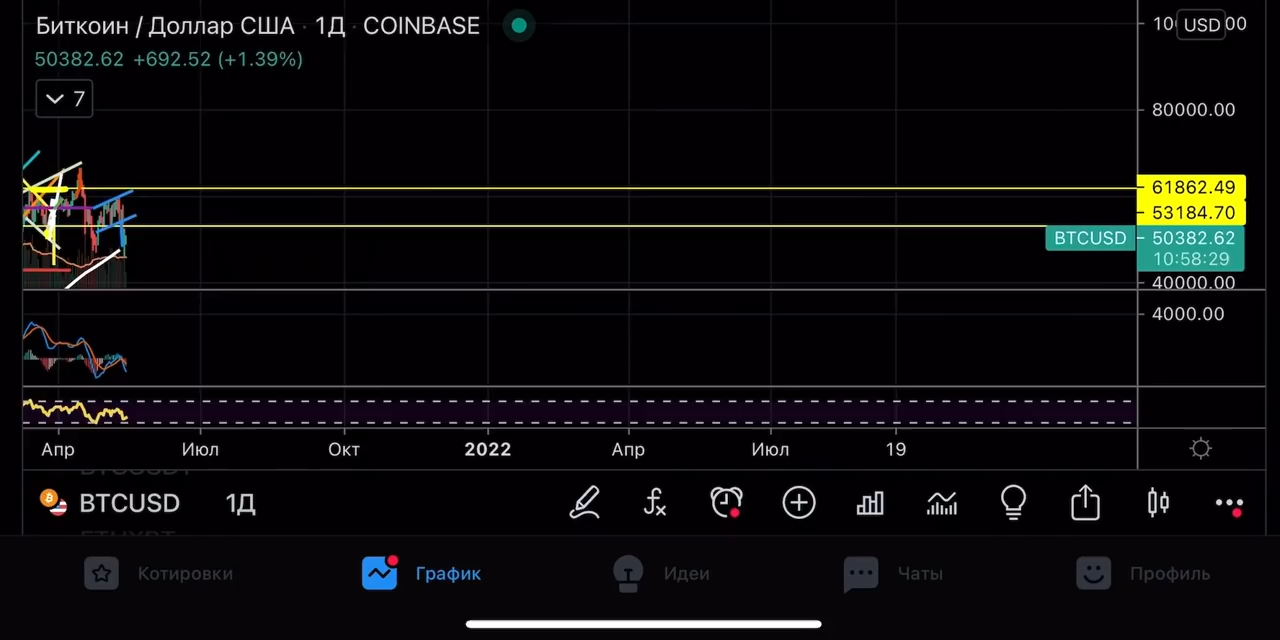 Биткоин / Доллар США · 1Д · COINBASE
50382.62 +692.52 (+1.39%)
7
USD
80000.00
61862.49
53184.70
BTCUSD 50382.62
10:58:29
40000.00
4000.00
Апр Июл Окт 2022 Апр Июл 19
BTCUSD 1Д
Котировки График Идеи Чаты Профиль